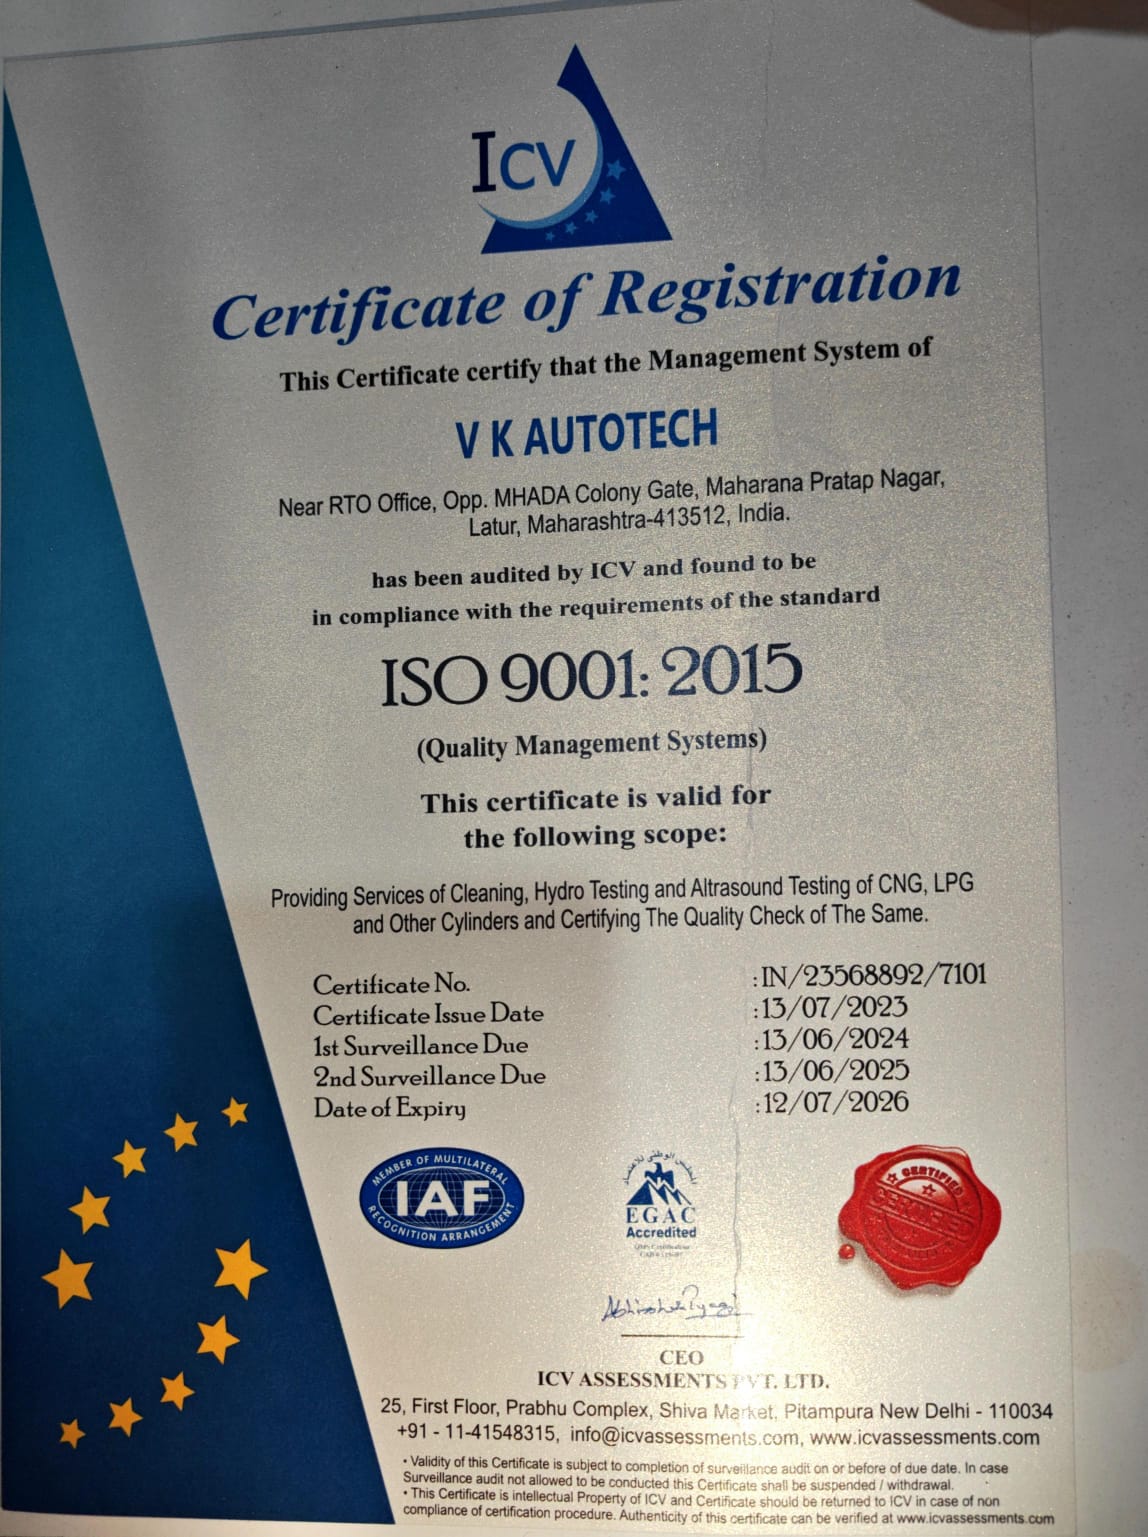 ICV
Certificate of Registration
This Certificate certify that the Management System of
V K AUTOTECH
Near RTO Office, Opp. MHADA Colony Gate, Maharana Pratap Nagar,
Latur, Maharashtra-413512, India.
has been audited by ICV and found to be
in compliance with the requirements of the standard
ISO 9001: 2015
(Quality Management Systems)
This certificate is valid for
the following scope:
Providing Services of Cleaning, Hydro Testing and Altrasound Testing of CNG, LPG
and Other Cylinders and Certifying The Quality Check of The Same.
Certificate No. :IN/23568892/7101
Certificate Issue Date :13/07/2023
1st Surveillance Due :13/06/2024
2nd Surveillance Due :13/06/2025
Date of Expiry :12/07/2026
MEMBER OF MULTILATERAL
IAF
RECOGNITION ARRANGEMENT
EGAC
Accredited
CERTIFIED
CERTIFIED
CEO
ICV ASSESSMENTS PVT. LTD.
25, First Floor, Prabhu Complex, Shiva Market, Pitampura New Delhi - 110034
+91 - 11-41548315, info@icvassessments.com, www.icvassessments.com
• Validity of this Certificate is subject to completion of surveillance audit on or before of due date. In case
Surveillance audit not allowed to be conducted this Certificate shall be suspended / withdrawal.
• This Certificate is intellectual Property of ICV and Certificate should be returned to ICV in case of non
compliance of certification procedure. Authenticity of this certificate can be verified at www.icvassessments.com